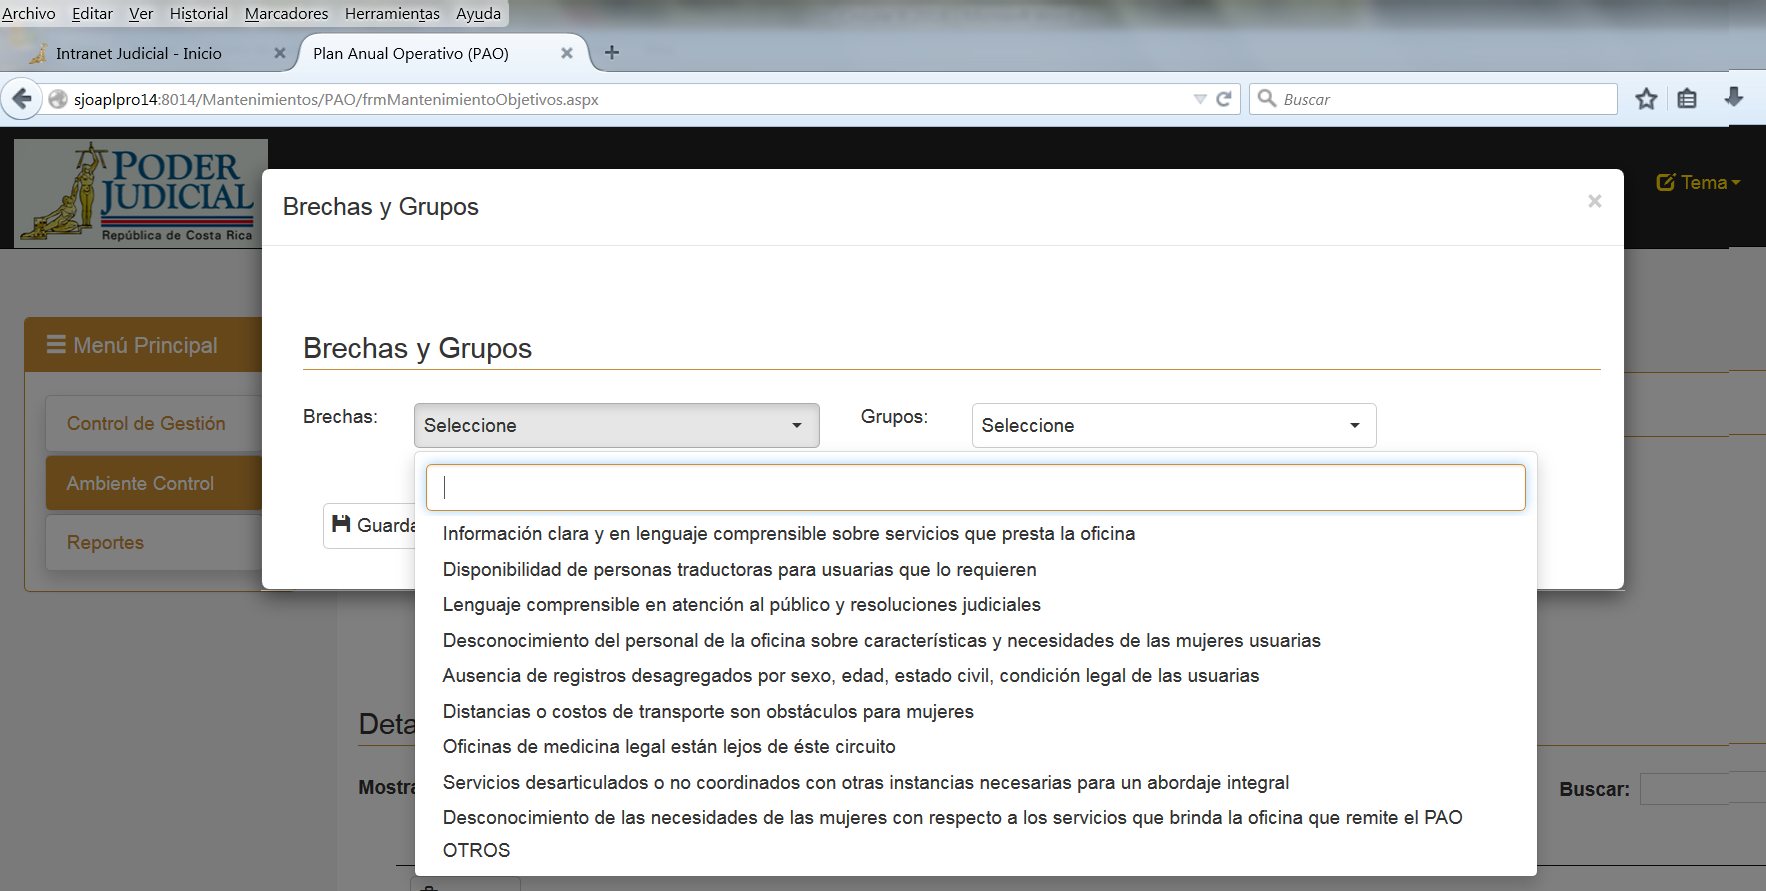 Archivo Editar Ver Historial Marcadores Herramientas Ayuda
Intranet Judicial - Inicio
Plan Anual Operativo (PAO)
sjoaplpro14:8014/Mantenimientos/PAO/frmMantenimientoObjetivos.aspx
Buscar
PODER
JUDICIAL
República de Costa Rica
Tema
Brechas y Grupos
Menú Principal
Control de Gestión
Ambiente Control
Reportes
Brechas y Grupos
Brechas:
Seleccione
Grupos:
Seleccione
Guarda
Información clara y en lenguaje comprensible sobre servicios que presta la oficina
Disponibilidad de personas traductoras para usuarias que lo requieren
Lenguaje comprensible en atención al público y resoluciones judiciales
Desconocimiento del personal de la oficina sobre características y necesidades de las mujeres usuarias
Ausencia de registros desagregados por sexo, edad, estado civil, condición legal de las usuarias
Distancias o costos de transporte son obstáculos para mujeres
Oficinas de medicina legal están lejos de éste circuito
Servicios desarticulados o no coordinados con otras instancias necesarias para un abordaje integral
Desconocimiento de las necesidades de las mujeres con respecto a los servicios que brinda la oficina que remite el PAO
OTROS
Deta
Mostra
Buscar: